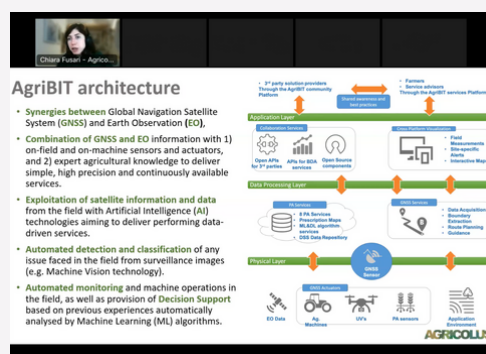 Chiara Fusari - Agrico...
AgriBIT architecture
• Synergies between Global Navigation Satellite
System (GNSS) and Earth Observation (EO),
• Combination of GNSS and EO information with 1)
on-field and on-machine sensors and actuators,
and 2) expert agricultural knowledge to deliver
simple, high precision and continuously available
services.
• Exploitation of satellite information and data
from the field with Artificial Intelligence (AI)
technologies aiming to deliver performing data-
driven services.
• Automated detection and classification of any
issue faced in the field from surveillance images
(e.g. Machine Vision technology).
• Automated monitoring and machine operations in
the field, as well as provision of Decision Support
based on previous experiences automatically
analysed by Machine Learning (ML) algorithms.
• 3rd party solution providers
Through the AgriBIT community
Platform
Shared awareness and best
practices
• Farmers
• Service advisors
Through the AgriBIT services Platform
Application Layer
Collaboration Services
Open APIs
for 3rd parties
APIs for BDA
services
Open Source
components
Cross Platform Visualisation
• Field
Measurements
• Site-specific
Alerts
• Interactive Maps
Data Processing Layer
PA Services
• 5 PA Services
• Prescription Maps
• ML&DL algorithm
services
• DSS Data Repository
GNSS Services
• Data Acquisition
• Boundary
Extraction
• Route Planning
• Guidance
Physical Layer
GNSS
Sensor
GNSS Actuators
EO Data
Ag
Machines
UV's
PA sensors
Application
Environment
AGRICOLUS